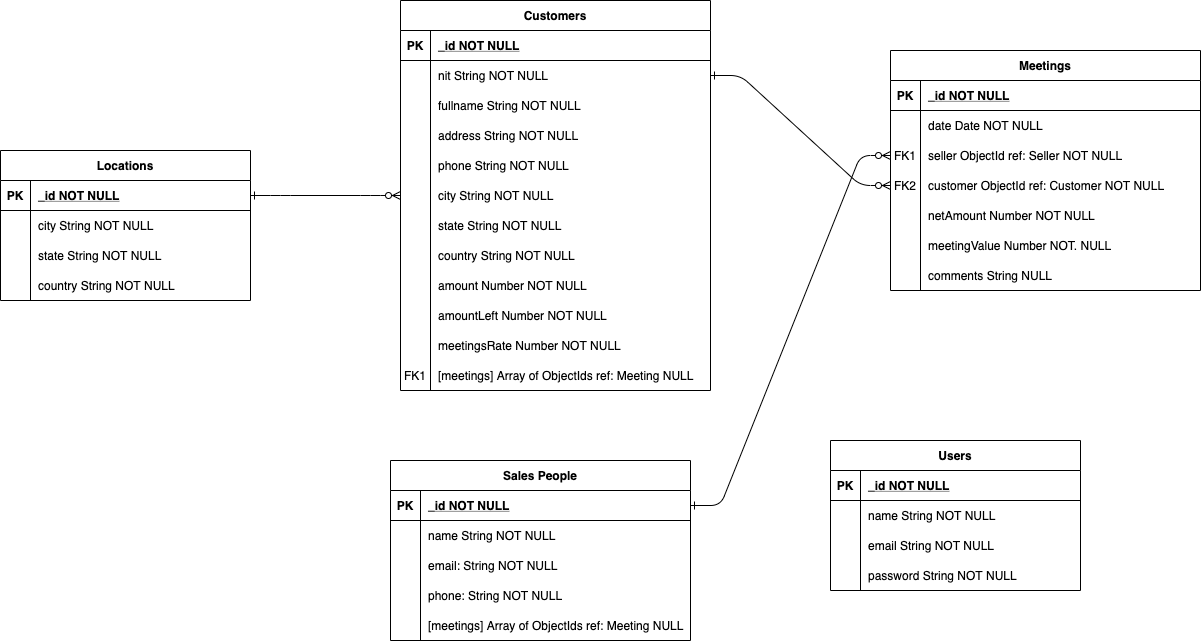 Customers
PK _id NOT NULL
nit String NOT NULL
fullname String NOT NULL
address String NOT NULL
phone String NOT NULL
city String NOT NULL
state String NOT NULL
country String NOT NULL
amount Number NOT NULL
amountLeft Number NOT NULL
meetingsRate Number NOT NULL
FK1 [meetings] Array of ObjectIds ref: Meeting NULL
Meetings
PK _id NOT NULL
date Date NOT NULL
FK1 seller ObjectId ref: Seller NOT NULL
FK2 customer ObjectId ref: Customer NOT NULL
netAmount Number NOT NULL
meetingValue Number NOT. NULL
comments String NULL
Locations
PK _id NOT NULL
city String NOT NULL
state String NOT NULL
country String NOT NULL
Sales People
PK _id NOT NULL
name String NOT NULL
email: String NOT NULL
phone: String NOT NULL
[meetings] Array of ObjectIds ref: Meeting NULL
Users
PK _id NOT NULL
name String NOT NULL
email String NOT NULL
password String NOT NULL